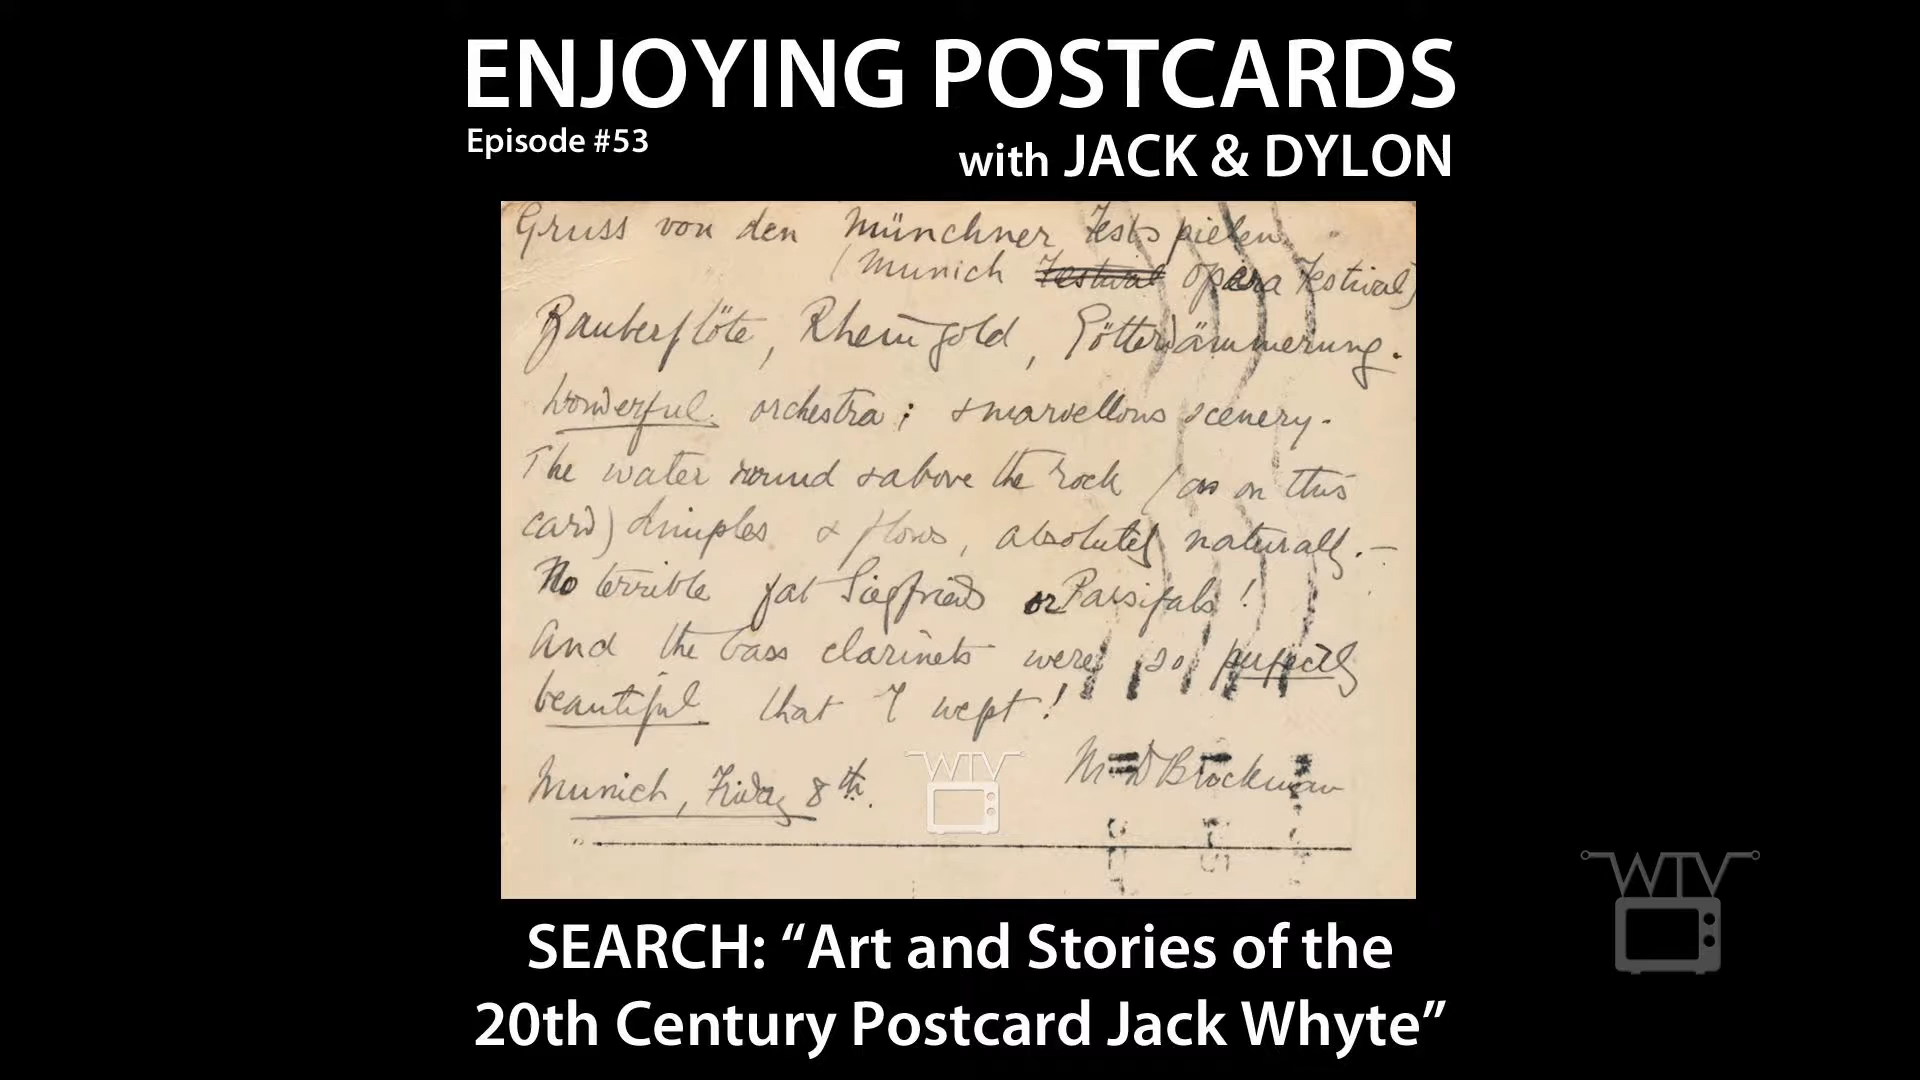 ENJOYING POSTCARDS
Episode #53
with JACK & DYLON
Gruss von den Münchner Festspielen
(Munich Festival opera Festival)
Zauberflöte, Rheingold, Götterdämmerung.
Wonderful orchestra; & marvellous scenery.
The water round & above the rock (as on this
card) dimples & flows, absolutely naturally. —
No terrible fat Siegfrieds or Parsifals!
And the bass clarinets were so perfectly
beautiful that I wept!
Munich, Friday 8th.
M D Brockman
WTV
WTV
SEARCH: “Art and Stories of the
20th Century Postcard Jack Whyte”